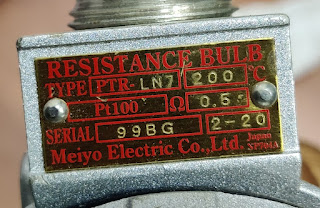 RESISTANCE BULB
TYPE PTR-LN7 200 °C
Pt100 Ω 0.5
SERIAL 99BG 2-20
Meiyo Electric Co.,Ltd. Japan